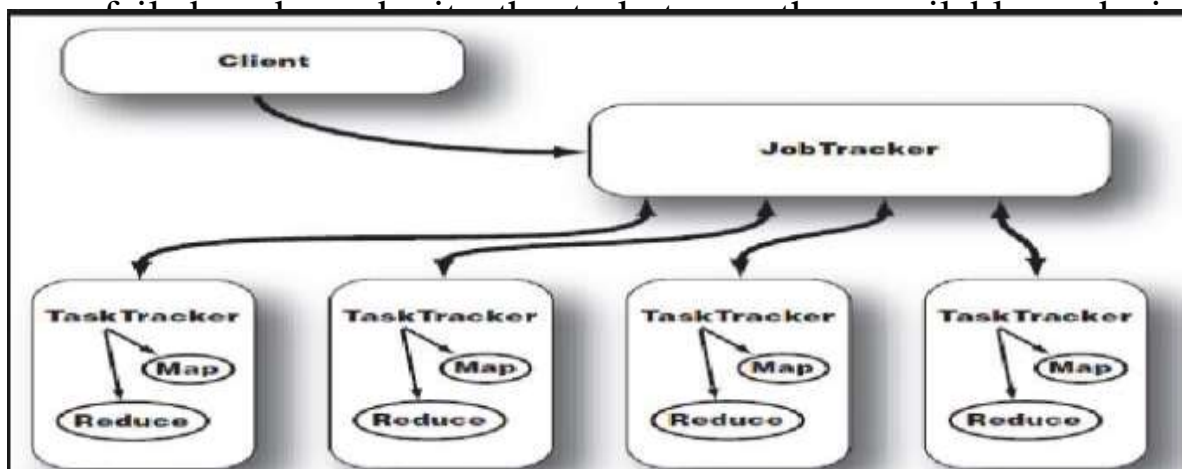 Client
JobTracker
TaskTracker TaskTracker TaskTracker TaskTracker
Map Map Map Map
Reduce Reduce Reduce Reduce